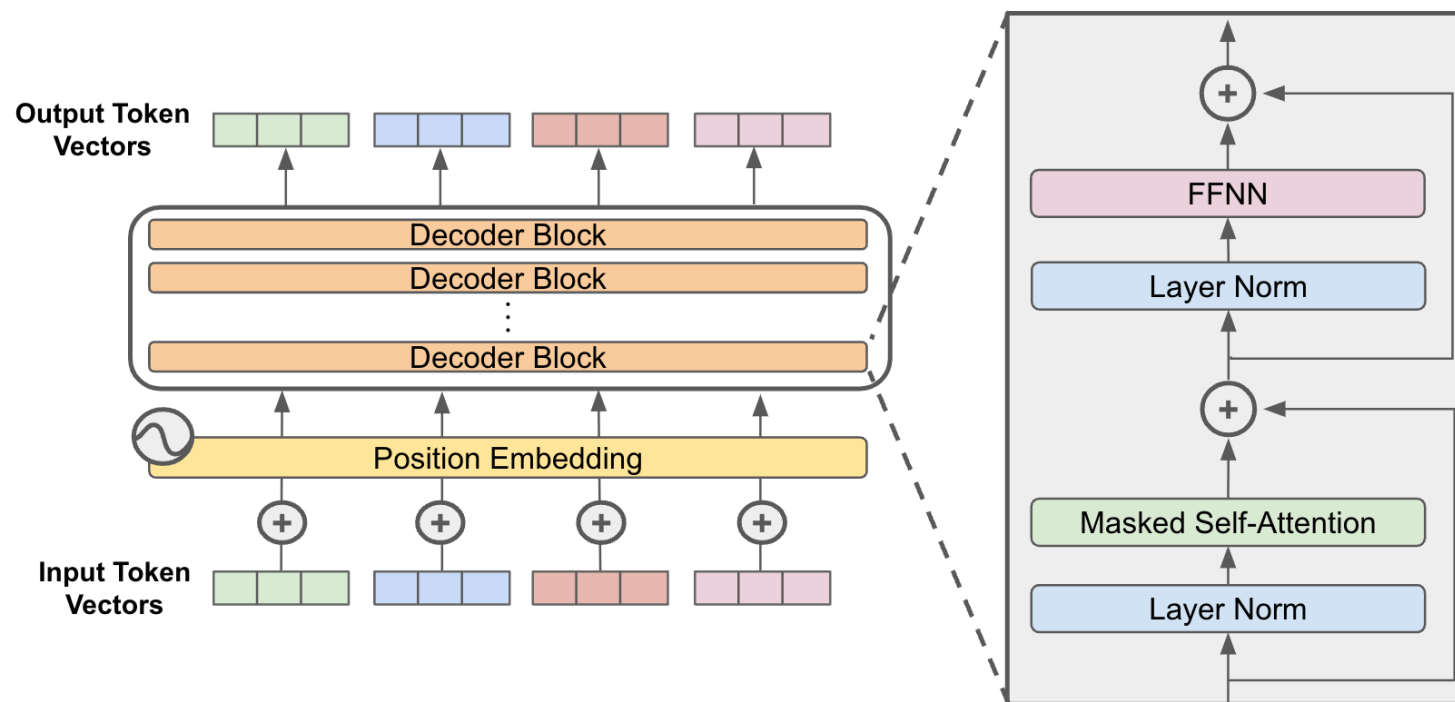 Output Token
Vectors
Decoder Block
Decoder Block
Decoder Block
Position Embedding
Input Token
Vectors
FFNN
Layer Norm
Masked Self-Attention
Layer Norm